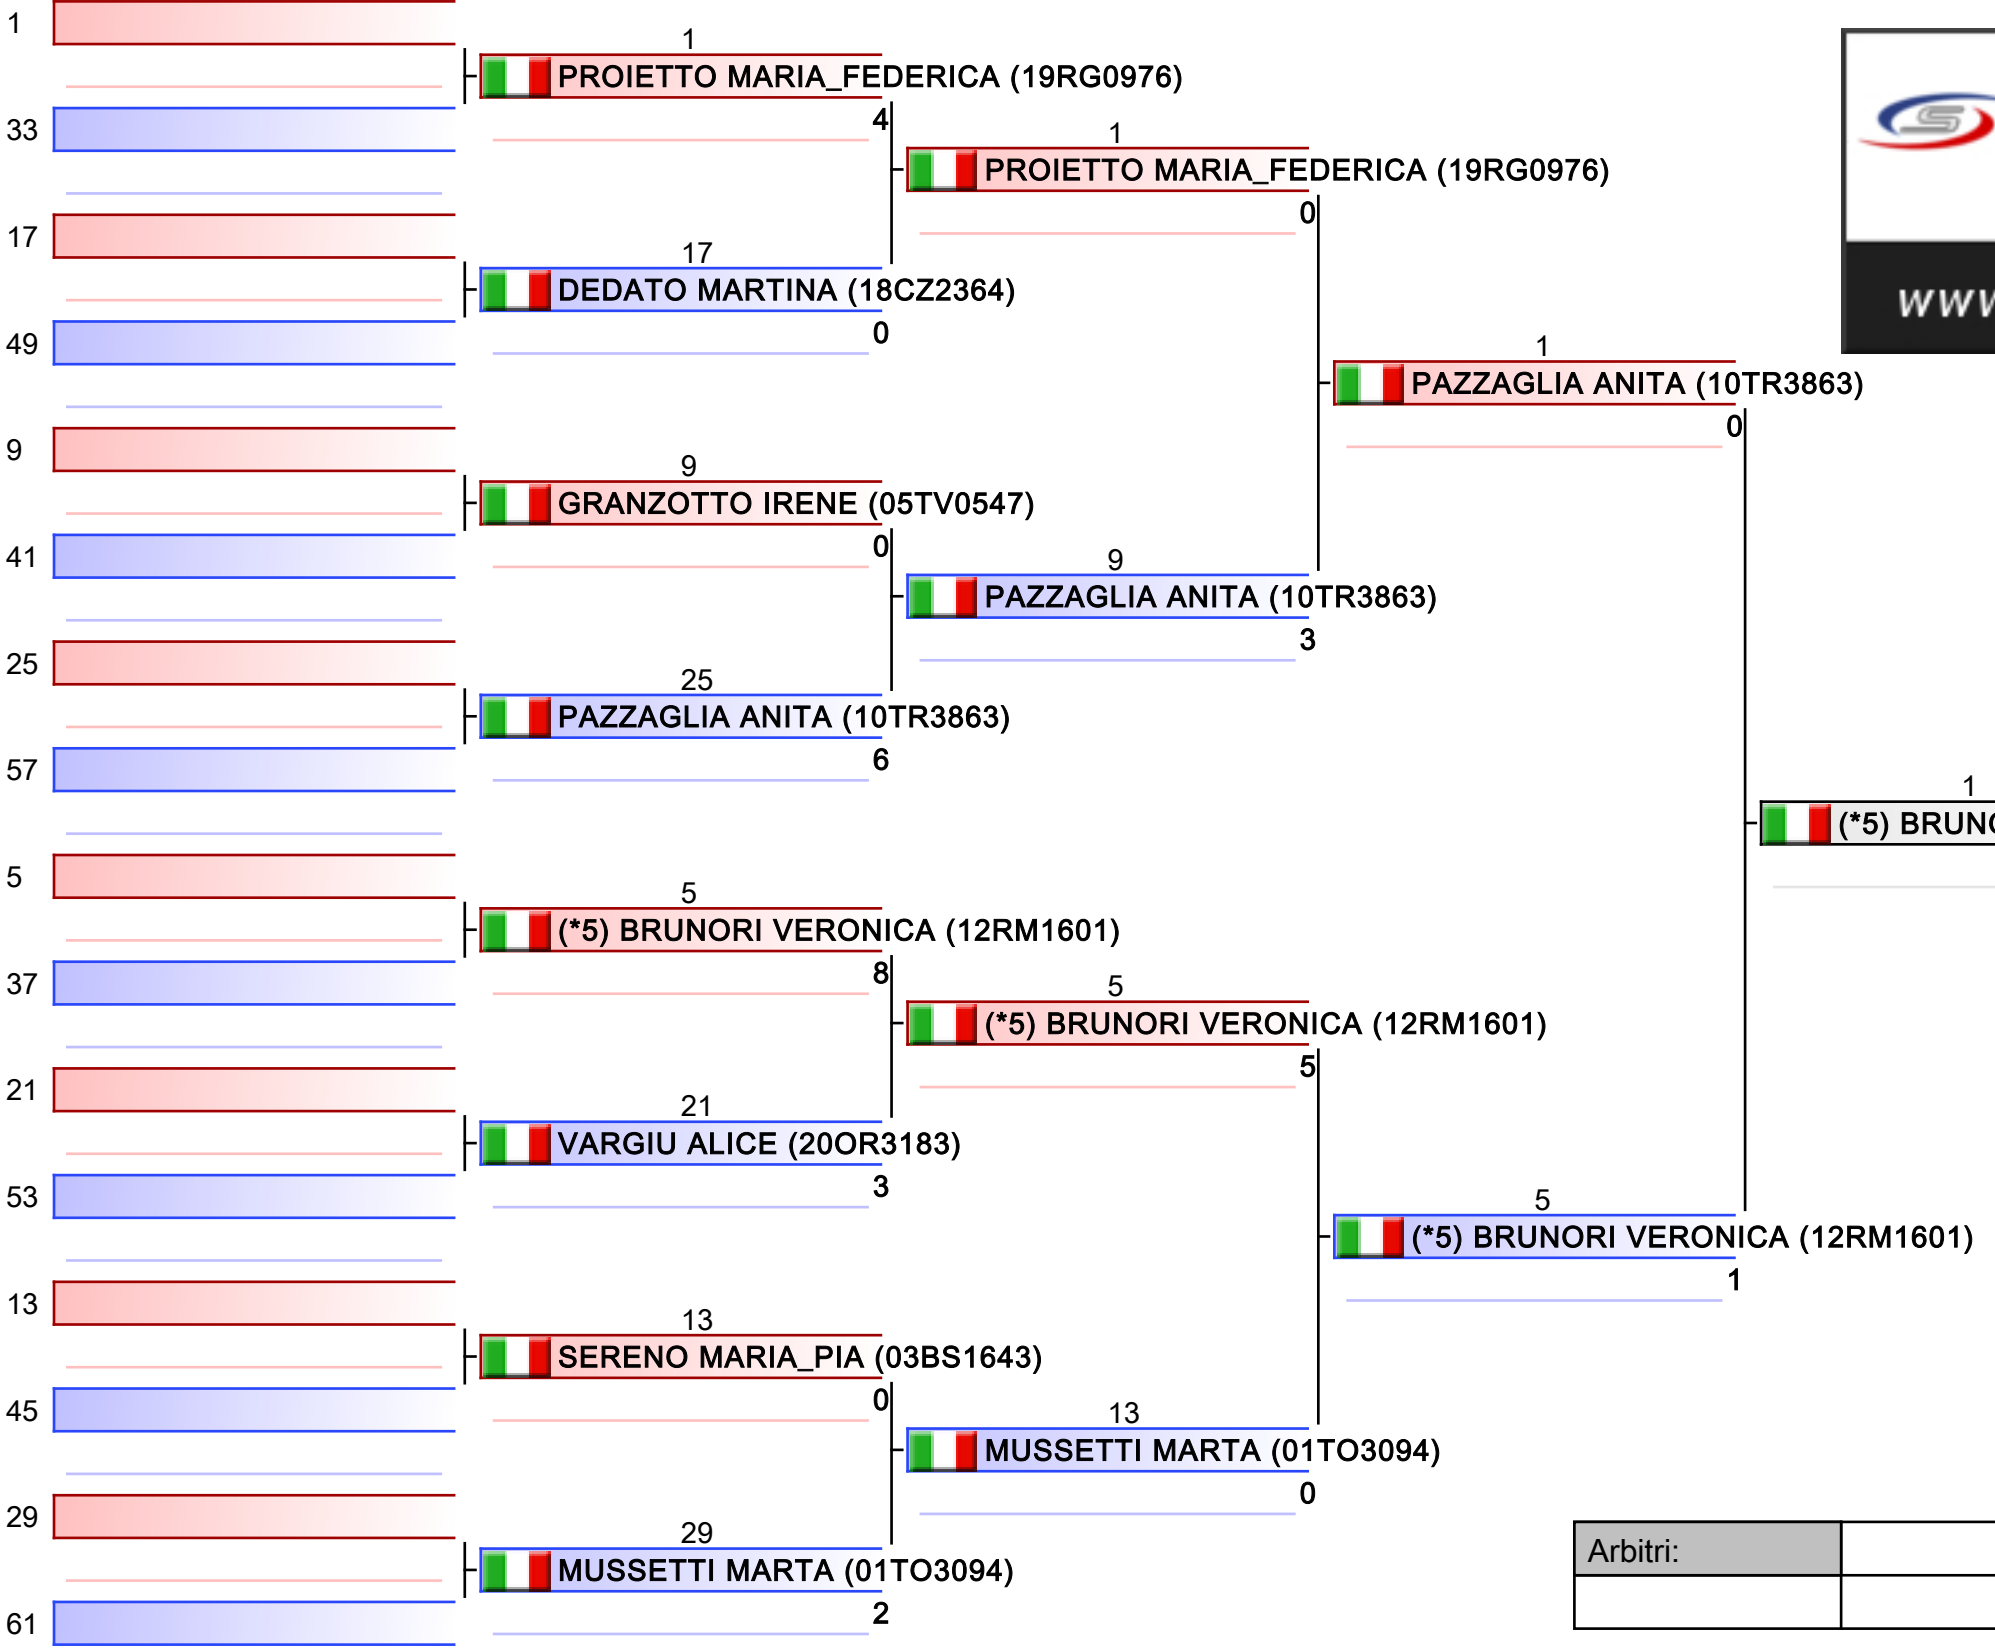 1
33
17
49
9
41
25
57
5
37
21
53
13
45
29
61
1
PROIETTO MARIA_FEDERICA (19RG0976)
4
17
DEDATO MARTINA (18CZ2364)
0
9
GRANZOTTO IRENE (05TV0547)
0
25
PAZZAGLIA ANITA (10TR3863)
6
5
(*5) BRUNORI VERONICA (12RM1601)
8
21
VARGIU ALICE (20OR3183)
3
13
SERENO MARIA_PIA (03BS1643)
0
29
MUSSETTI MARTA (01TO3094)
2
1
PROIETTO MARIA_FEDERICA (19RG0976)
0
9
PAZZAGLIA ANITA (10TR3863)
3
5
(*5) BRUNORI VERONICA (12RM1601)
5
13
MUSSETTI MARTA (01TO3094)
0
1
PAZZAGLIA ANITA (10TR3863)
0
5
(*5) BRUNORI VERONICA (12RM1601)
1
1
(*5)
S
Arbitri: